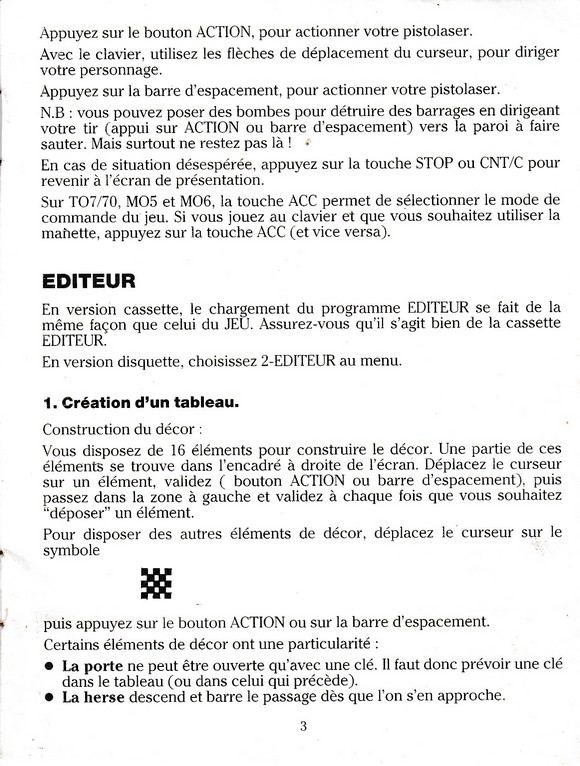 Appuyez sur le bouton ACTION, pour actionner votre pistolaser.
Avec le clavier, utilisez les flèches de déplacement du curseur, pour diriger
votre personnage.
Appuyez sur la barre d'espacement, pour actionner votre pistolaser.
N.B : vous pouvez poser des bombes pour détruire des barrages en dirigeant
votre tir (appui sur ACTION ou barre d'espacement) vers la paroi à faire
sauter. Mais surtout ne restez pas là !
En cas de situation désespérée, appuyez sur la touche STOP ou CNT/C pour
revenir à l'écran de présentation.
Sur TO7/70, MO5 et MO6, la touche ACC permet de sélectionner le mode de
commande du jeu. Si vous jouez au clavier et que vous souhaitez utiliser la
manette, appuyez sur la touche ACC (et vice versa).
EDITEUR
En version cassette, le chargement du programme EDITEUR se fait de la
même façon que celui du JEU. Assurez-vous qu'il s'agit bien de la cassette
EDITEUR.
En version disquette, choisissez 2-EDITEUR au menu.
1. Création d'un tableau.
Construction du décor :
Vous disposez de 16 éléments pour construire le décor. Une partie de ces
éléments se trouve dans l'encadré à droite de l'écran. Déplacez le curseur
sur un élément, validez ( bouton ACTION ou barre d'espacement), puis
passez dans la zone à gauche et validez à chaque fois que vous souhaitez
"déposer" un élément.
Pour disposer des autres éléments de décor, déplacez le curseur sur le
symbole
puis appuyez sur le bouton ACTION ou sur la barre d'espacement.
Certains éléments de décor ont une particularité :
● La porte ne peut être ouverte qu'avec une clé. Il faut donc prévoir une clé
dans le tableau (ou dans celui qui précède).
● La herse descend et barre le passage dès que l'on s'en approche.
3